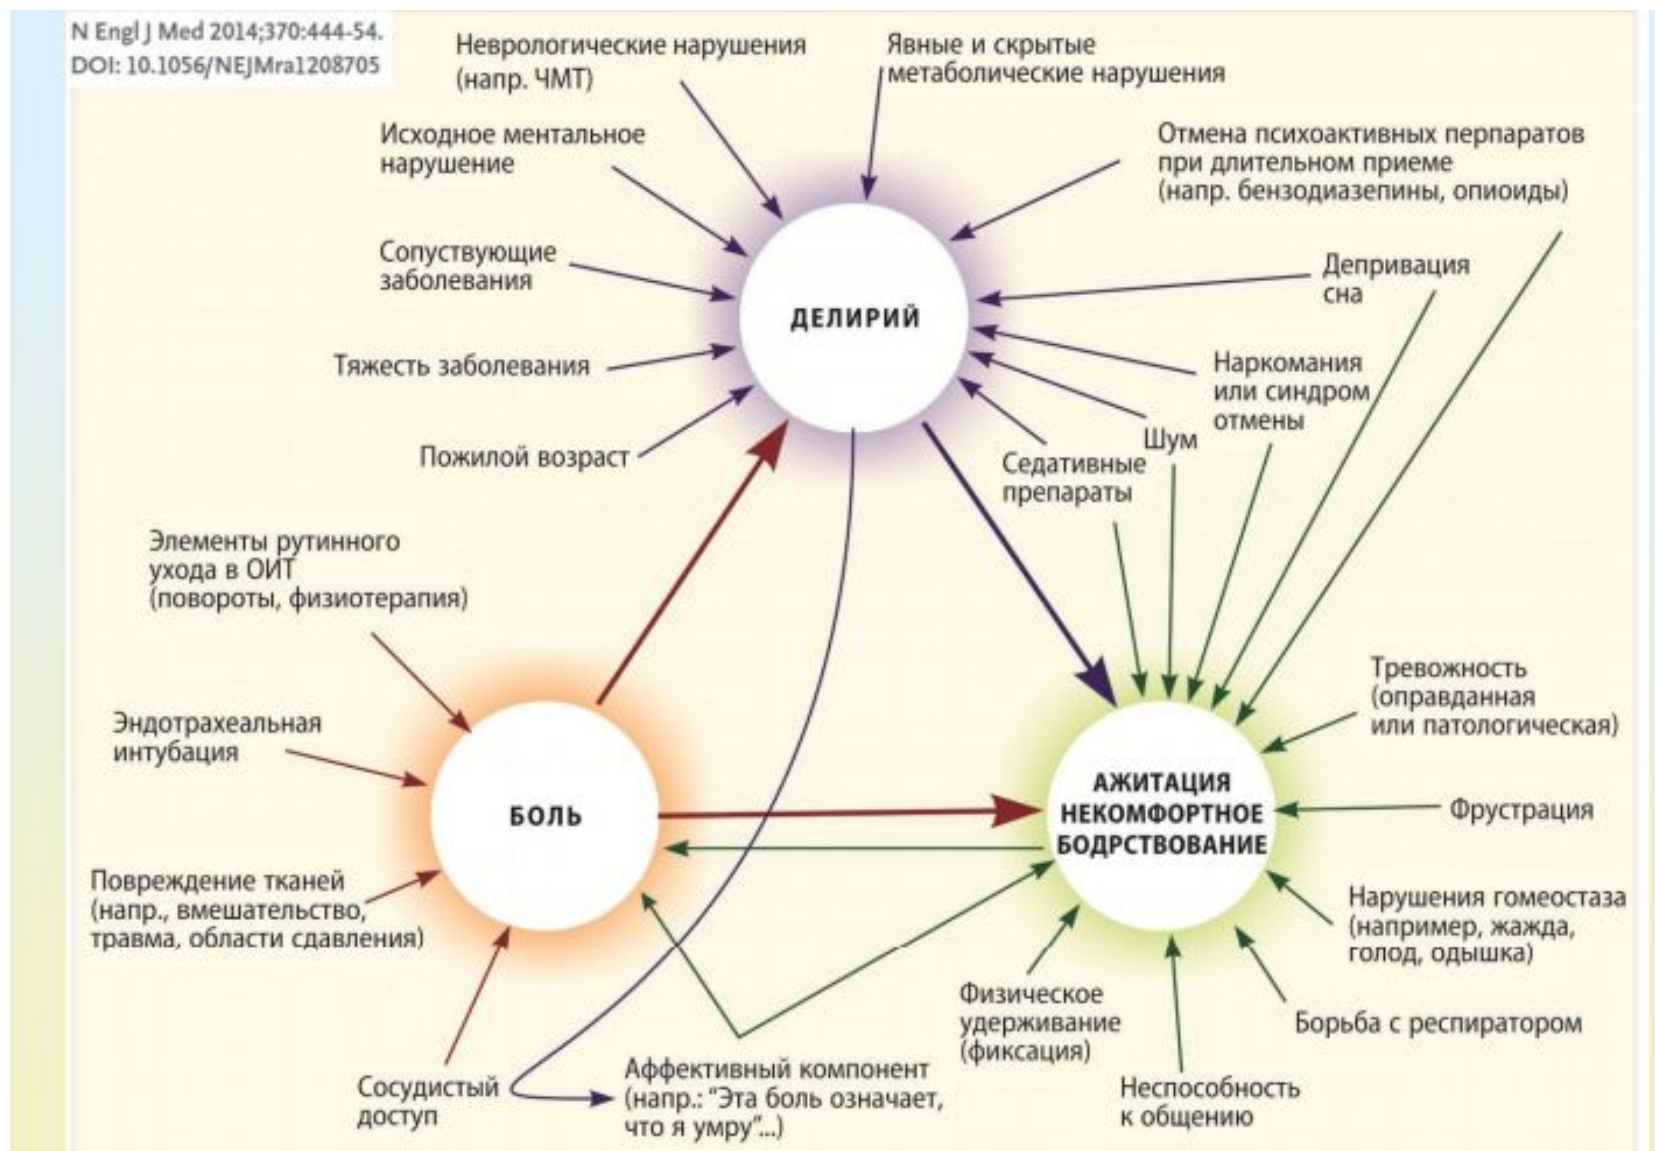 N Engl J Med 2014;370:444-54.
DOI: 10.1056/NEJMra1208705
Неврологические нарушения
(напр. ЧМТ)
Явные и скрытые
метаболические нарушения
Исходное ментальное
нарушение
Отмена психоактивных перпаратов
при длительном приеме
(напр. бензодиазепины, опиоиды)
Сопуствующие
заболевания
Депривация
сна
ДЕЛИРИЙ
Тяжесть заболевания
Наркомания
или синдром
отмены
Шум
Пожилой возраст
Седативные
препараты
Элементы рутинного
ухода в ОИТ
(повороты, физиотерапия)
Эндотрахеальная
интубация
Тревожность
(оправданная
или патологическая)
БОЛЬ
АЖИТАЦИЯ
НЕКОМФОРТНОЕ
БОДРСТВОВАНИЕ
Фрустрация
Повреждение тканей
(напр., вмешательство,
травма, области сдавления)
Нарушения гомеостаза
(например, жажда,
голод, одышка)
Физическое
удерживание
(фиксация)
Борьба с респиратором
Сосудистый
доступ
Аффективный компонент
(напр.: "Эта боль означает,
что я умру"...)
Неспособность
к общению